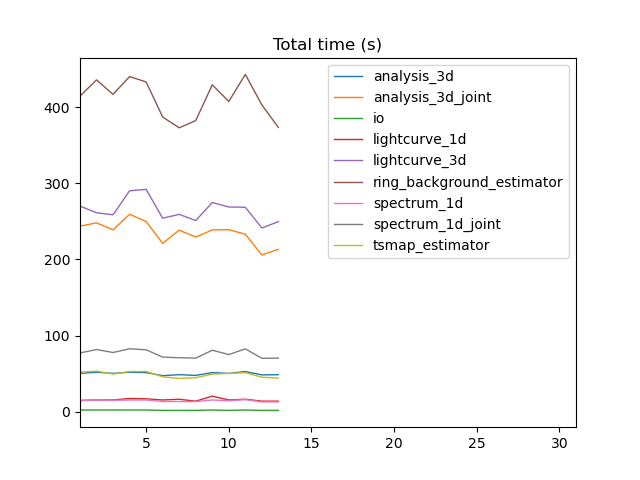 Total time (s)
analysis_3d
analysis_3d_joint
io
lightcurve_1d
lightcurve_3d
ring_background_estimator
spectrum_1d
spectrum_1d_joint
tsmap_estimator
400
300
200
100
0
5 10 15 20 25 30